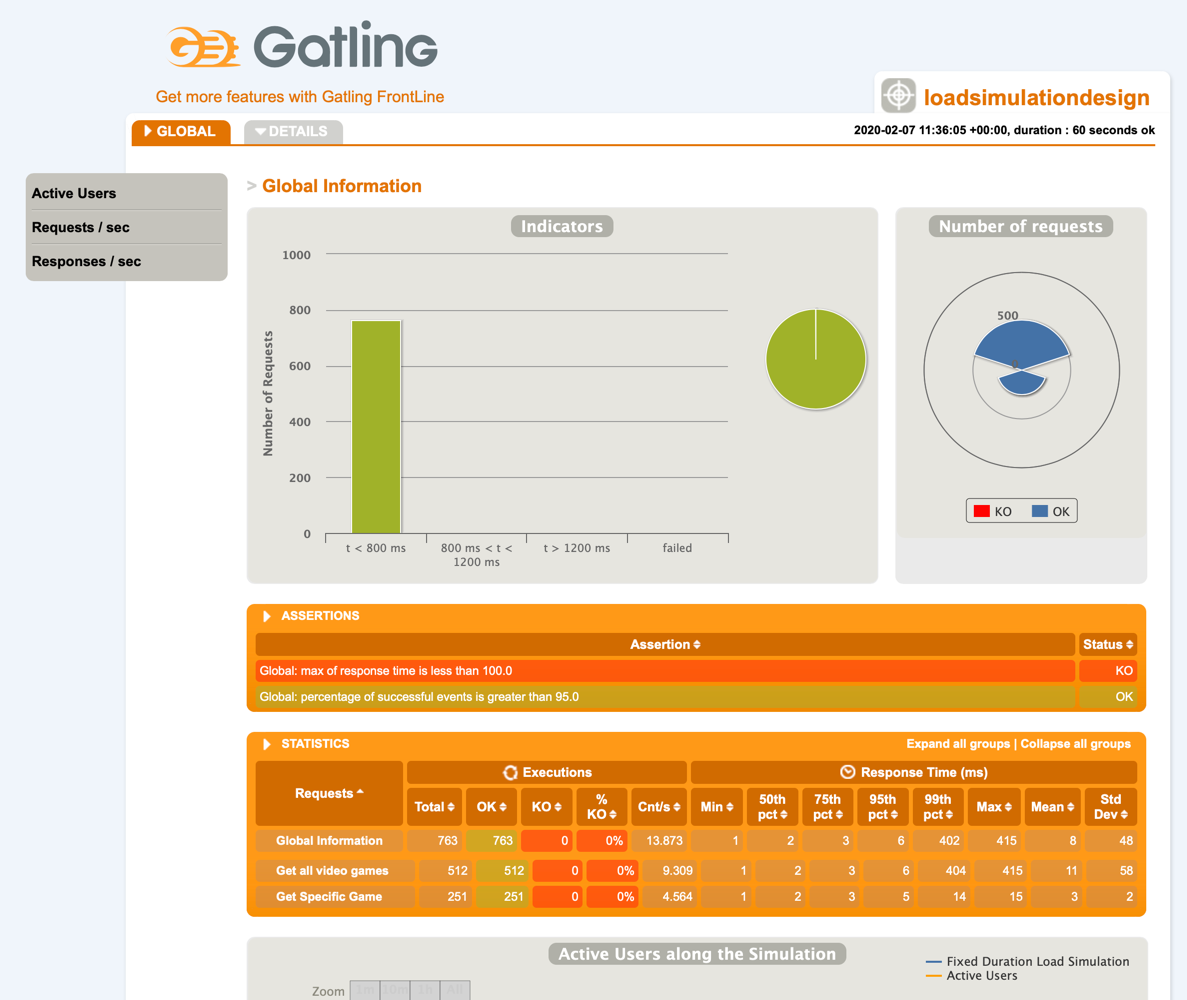 Gatling
Get more features with Gatling FrontLine
loadsimulationdesign
GLOBAL
DETAILS
2020-02-07 11:36:05 +00:00, duration : 60 seconds ok
Active Users
Requests / sec
Responses / sec
> Global Information
Indicators
Number of Requests
1000
800
600
400
200
0
t < 800 ms
800 ms < t <
1200 ms
t > 1200 ms
failed
Number of requests
500
0
KO OK
ASSERTIONS
Assertion Status
Global: max of response time is less than 100.0 KO
Global: percentage of successful events is greater than 95.0 OK
STATISTICS
Expand all groups | Collapse all groups
Requests
Executions
Response Time (ms)
Total OK KO % KO Cnt/s Min 50th pct 75th pct 95th pct 99th pct Max Mean Std Dev
Global Information 763 763 0 0% 13.873 1 2 3 6 402 415 8 48
Get all video games 512 512 0 0% 9.309 1 2 3 6 404 415 11 58
Get Specific Game 251 251 0 0% 4.564 1 2 3 5 14 15 3 2
Active Users along the Simulation
Fixed Duration Load Simulation
Active Users
Zoom 1m 10m 1h All